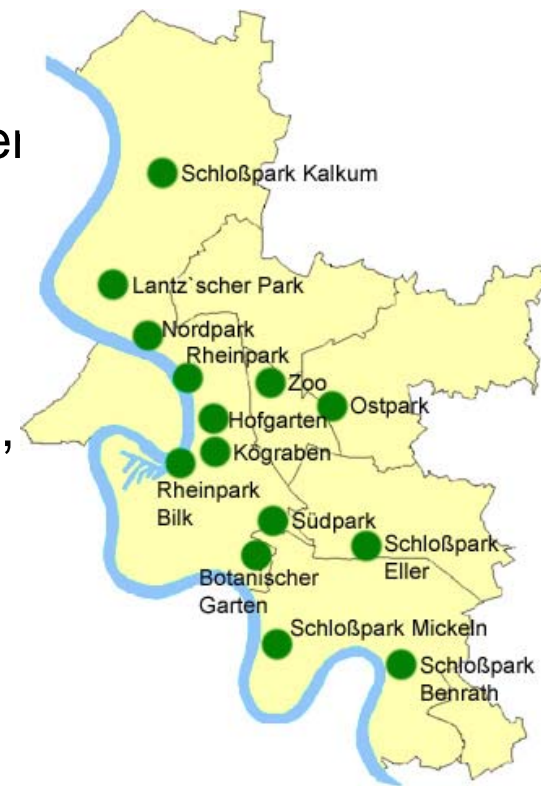 Schloßpark Kalkum
Lantz`scher Park
Nordpark
Rheinpark
Zoo
Ostpark
Hofgarten
,
Kögraben
Rheinpark
Bilk
Südpark
Schloßpark
Eller
Botanischer
Garten
Schloßpark Mickeln
Schloßpark
Benrath